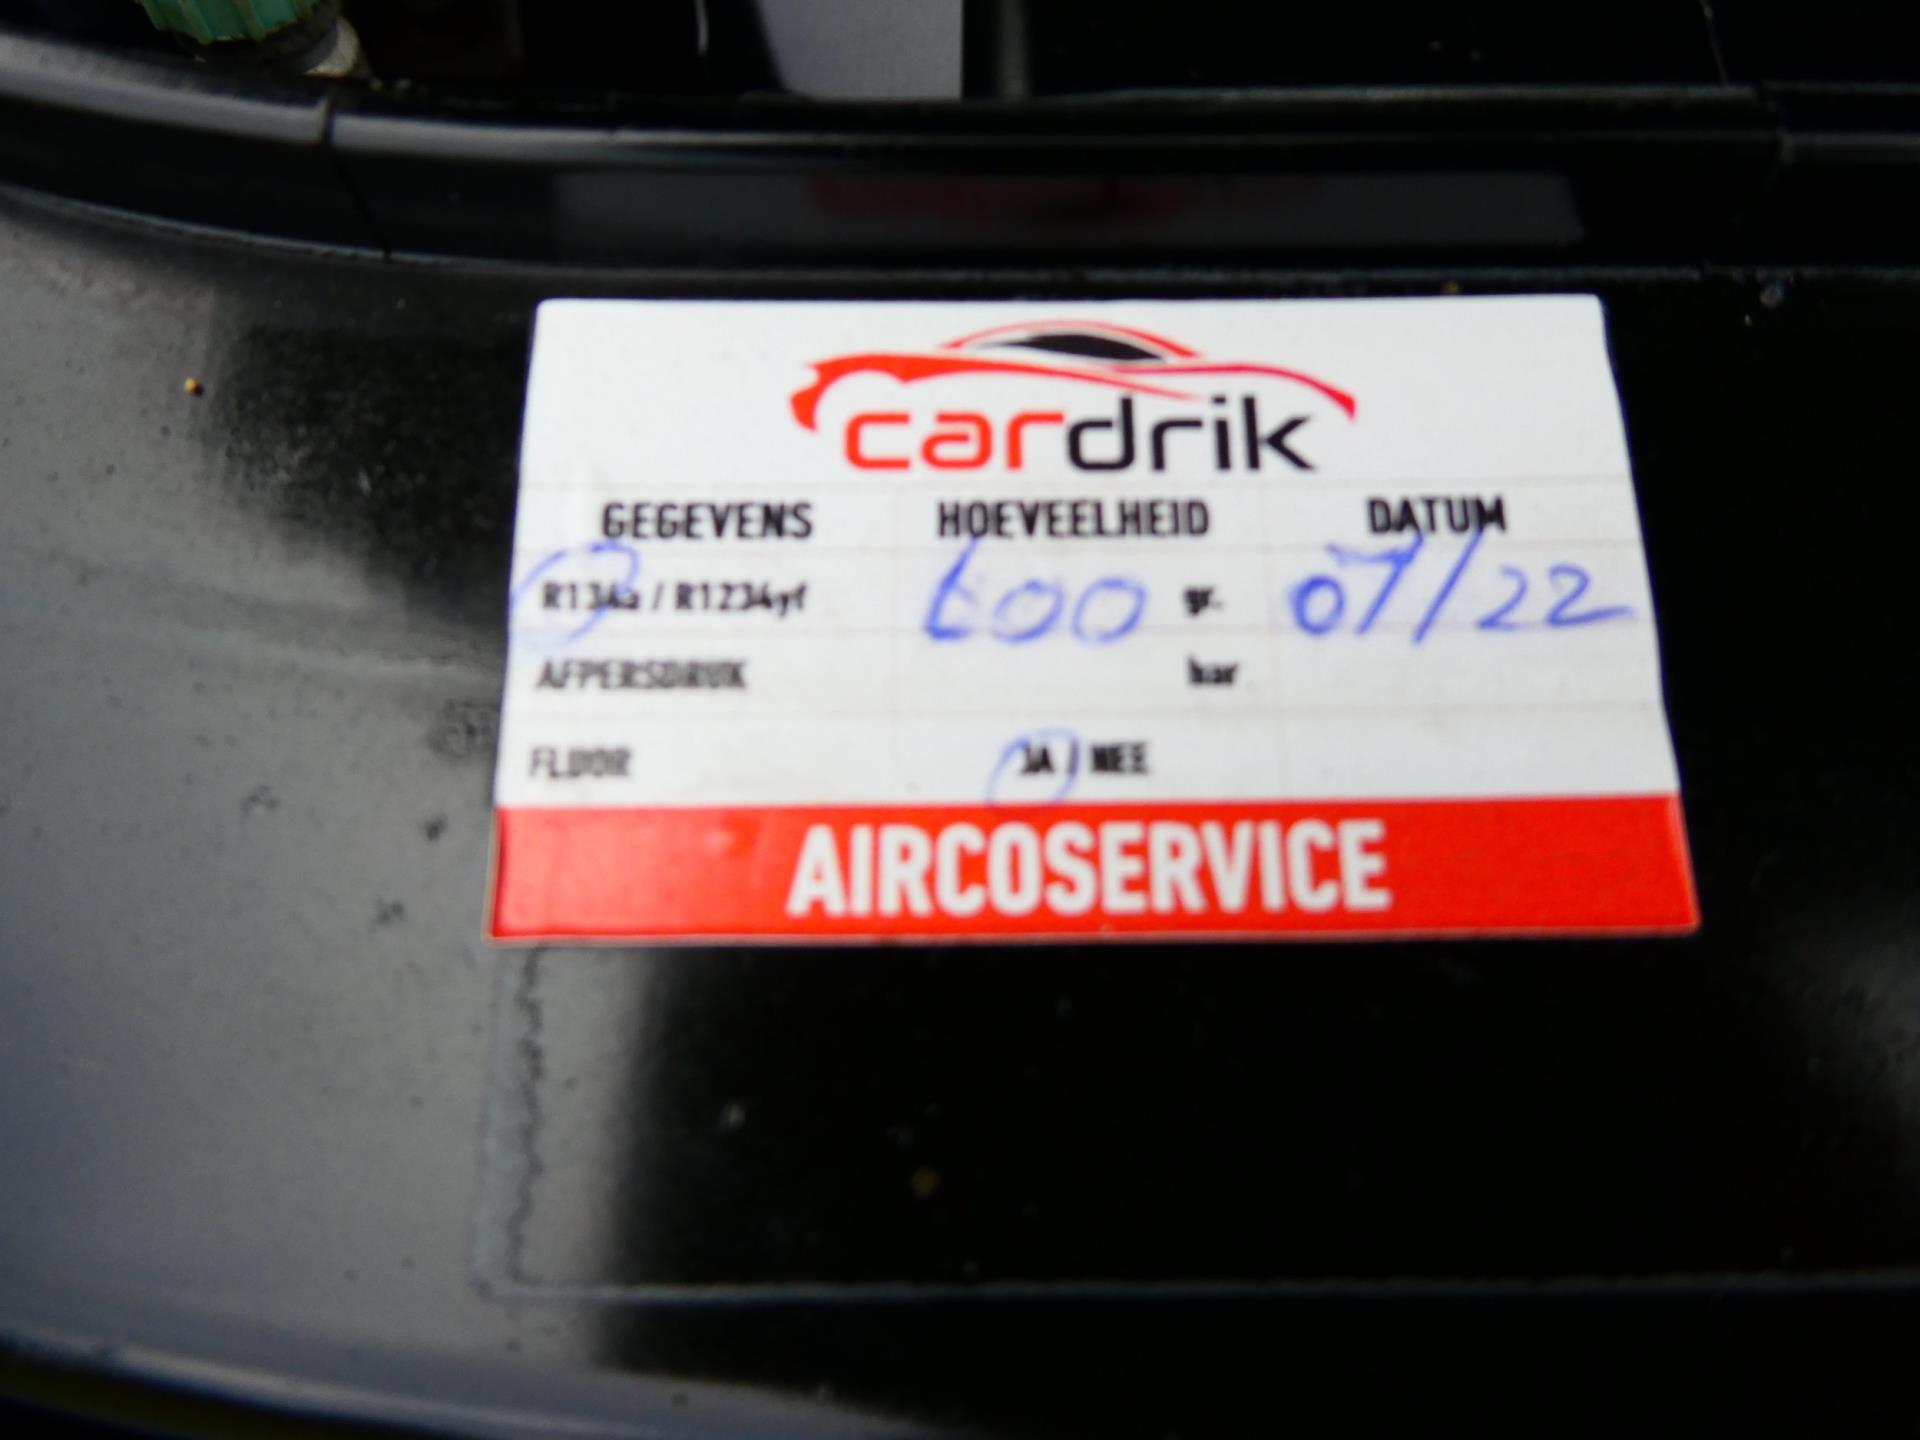 cardrik
GEGEVENS HOEVEELHEID DATUM
R134a / R1234yf 600 gr. 07/22
AFPERSDRUK bar
FLUOR JA / NEE
AIRCOSERVICE